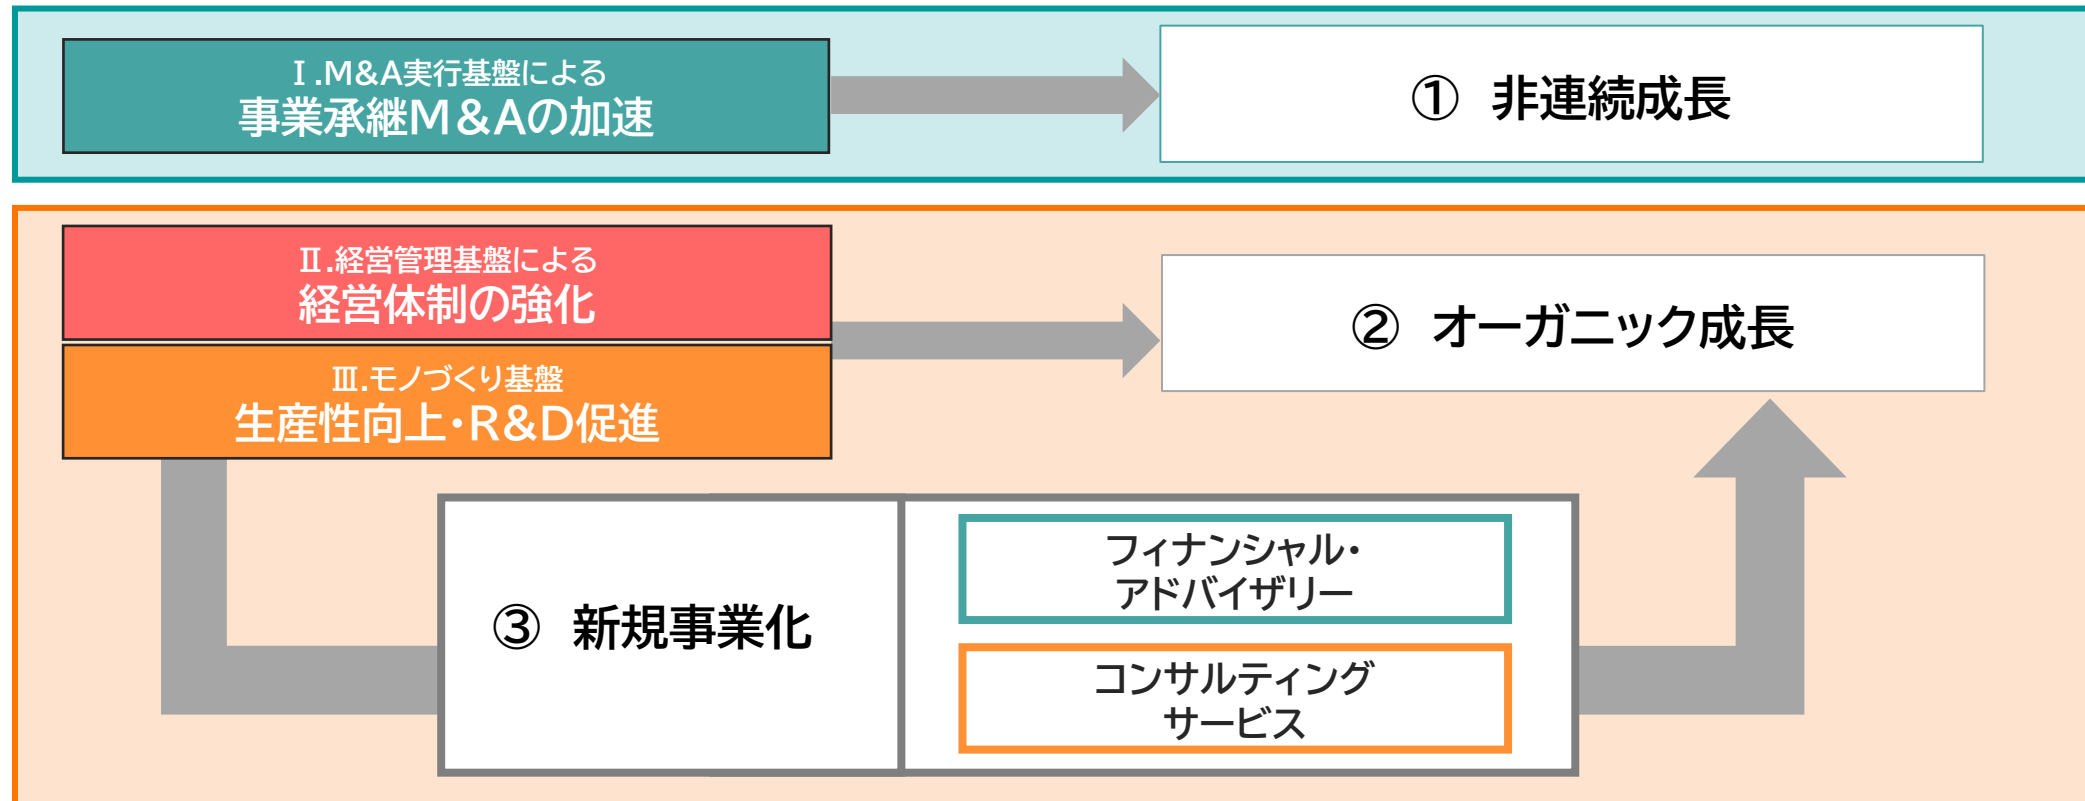 Ⅰ.M&A実行基盤による
事業承継M&Aの加速
① 非連続成長
Ⅱ.経営管理基盤による
経営体制の強化
Ⅲ.モノづくり基盤
生産性向上・R&D促進
② オーガニック成長
③ 新規事業化
フィナンシャル・
アドバイザリー
コンサルティング
サービス